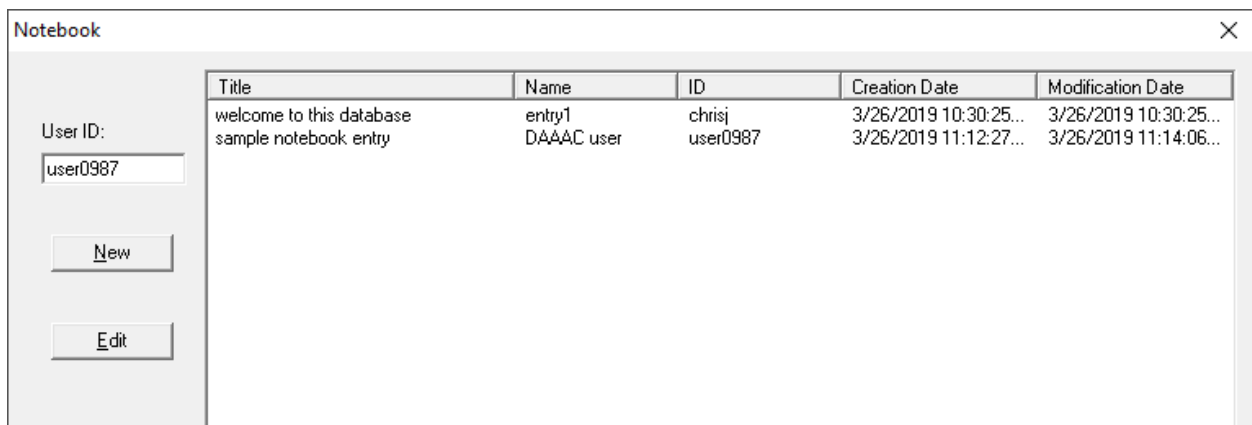 Notebook
Title Name ID Creation Date Modification Date
welcome to this database entry1 chrisj 3/26/2019 10:30:25... 3/26/2019 10:30:25...
User ID:
sample notebook entry DAAAC user user0987 3/26/2019 11:12:27... 3/26/2019 11:14:06...
user0987
New
Edit